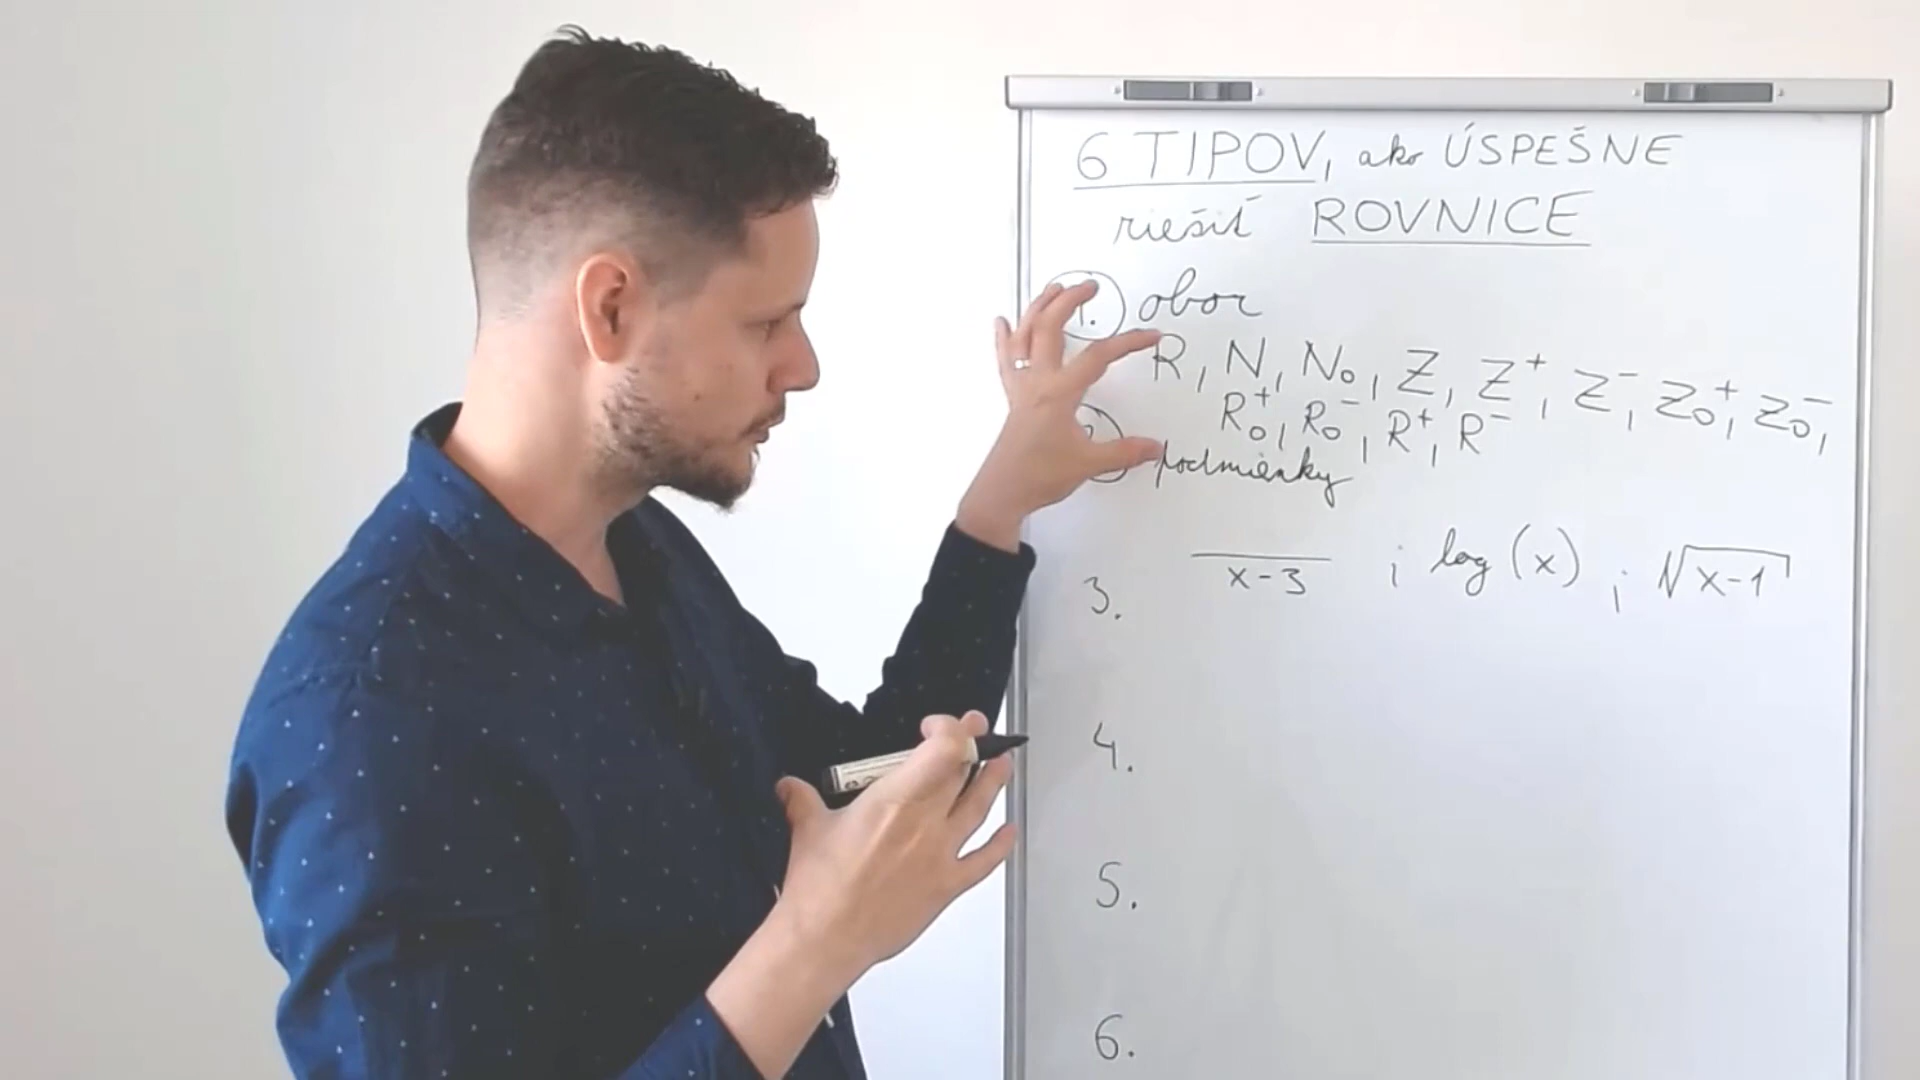 6 TIPOV, ako ÚSPEŠNE
riešiť ROVNICE
1. obor
R, N, N₀, Z, Z⁺, Z⁻, Z₀⁺, Z₀⁻,
R₀⁺, R₀⁻, R⁺, R⁻
podmienky
x-3 ; log (x) ; √x-1
3.
4.
5.
6.